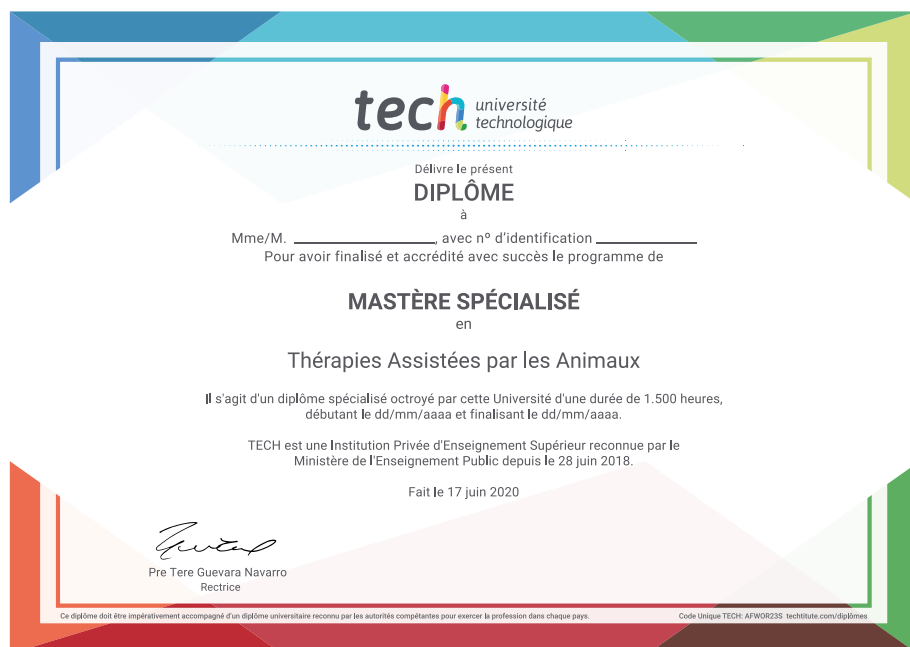 tech université
technologique
Délivre le présent
DIPLÔME
à
Mme/M. ____________________, avec nº d'identification ______________
Pour avoir finalisé et accrédité avec succès le programme de
MASTÈRE SPÉCIALISÉ
en
Thérapies Assistées par les Animaux
Il s'agit d'un diplôme spécialisé octroyé par cette Université d'une durée de 1.500 heures,
débutant le dd/mm/aaaa et finalisant le dd/mm/aaaa.
TECH est une Institution Privée d'Enseignement Supérieur reconnue par le
Ministère de l'Enseignement Public depuis le 28 juin 2018.
Fait le 17 juin 2020
Pre Tere Guevara Navarro
Rectrice
Ce diplôme doit être impérativement accompagné d'un diplôme universitaire reconnu par les autorités compétantes pour exercer la profession dans chaque pays.
Code Unique TECH: AFWOR23S techtitute.com/diplômes